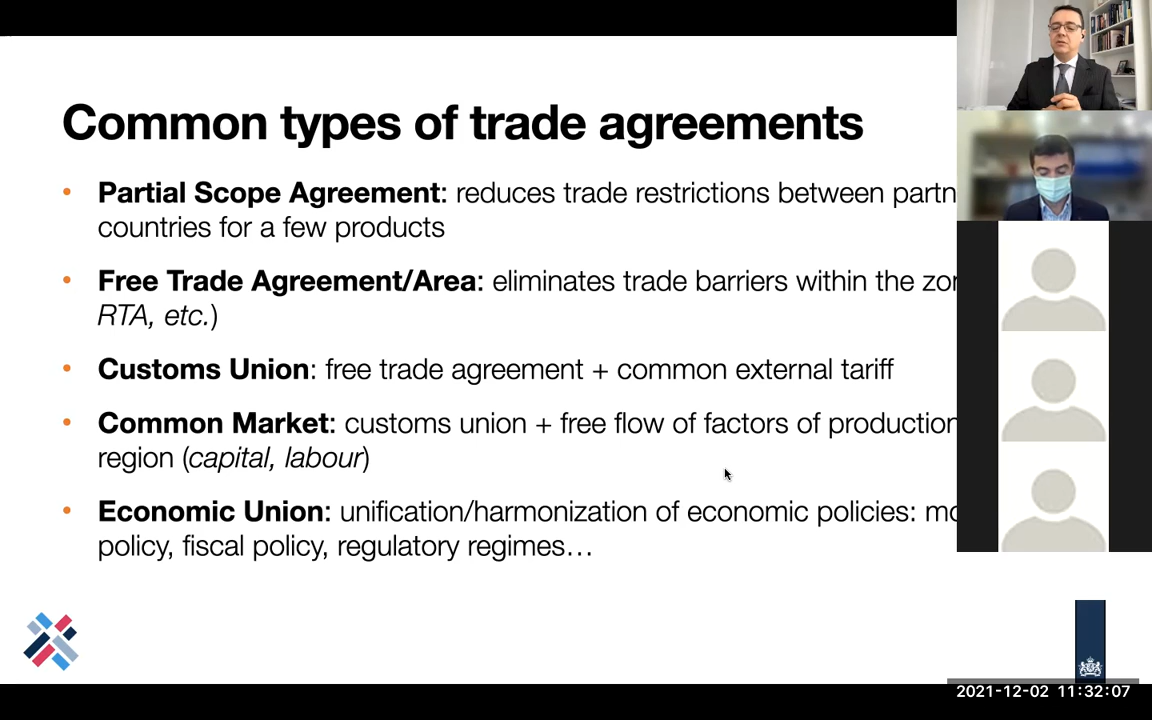 Common types of trade agreements
• Partial Scope Agreement: reduces trade restrictions between
countries for a few products
• Free Trade Agreement/Area: eliminates trade barriers within the
RTA, etc.)
• Customs Union: free trade agreement + common external tariff
• Common Market: customs union + free flow of factors of production
region (capital, labour)
• Economic Union: unification/harmonization of economic policies:
policy, fiscal policy, regulatory regimes…
2021-12-02 11:32:07